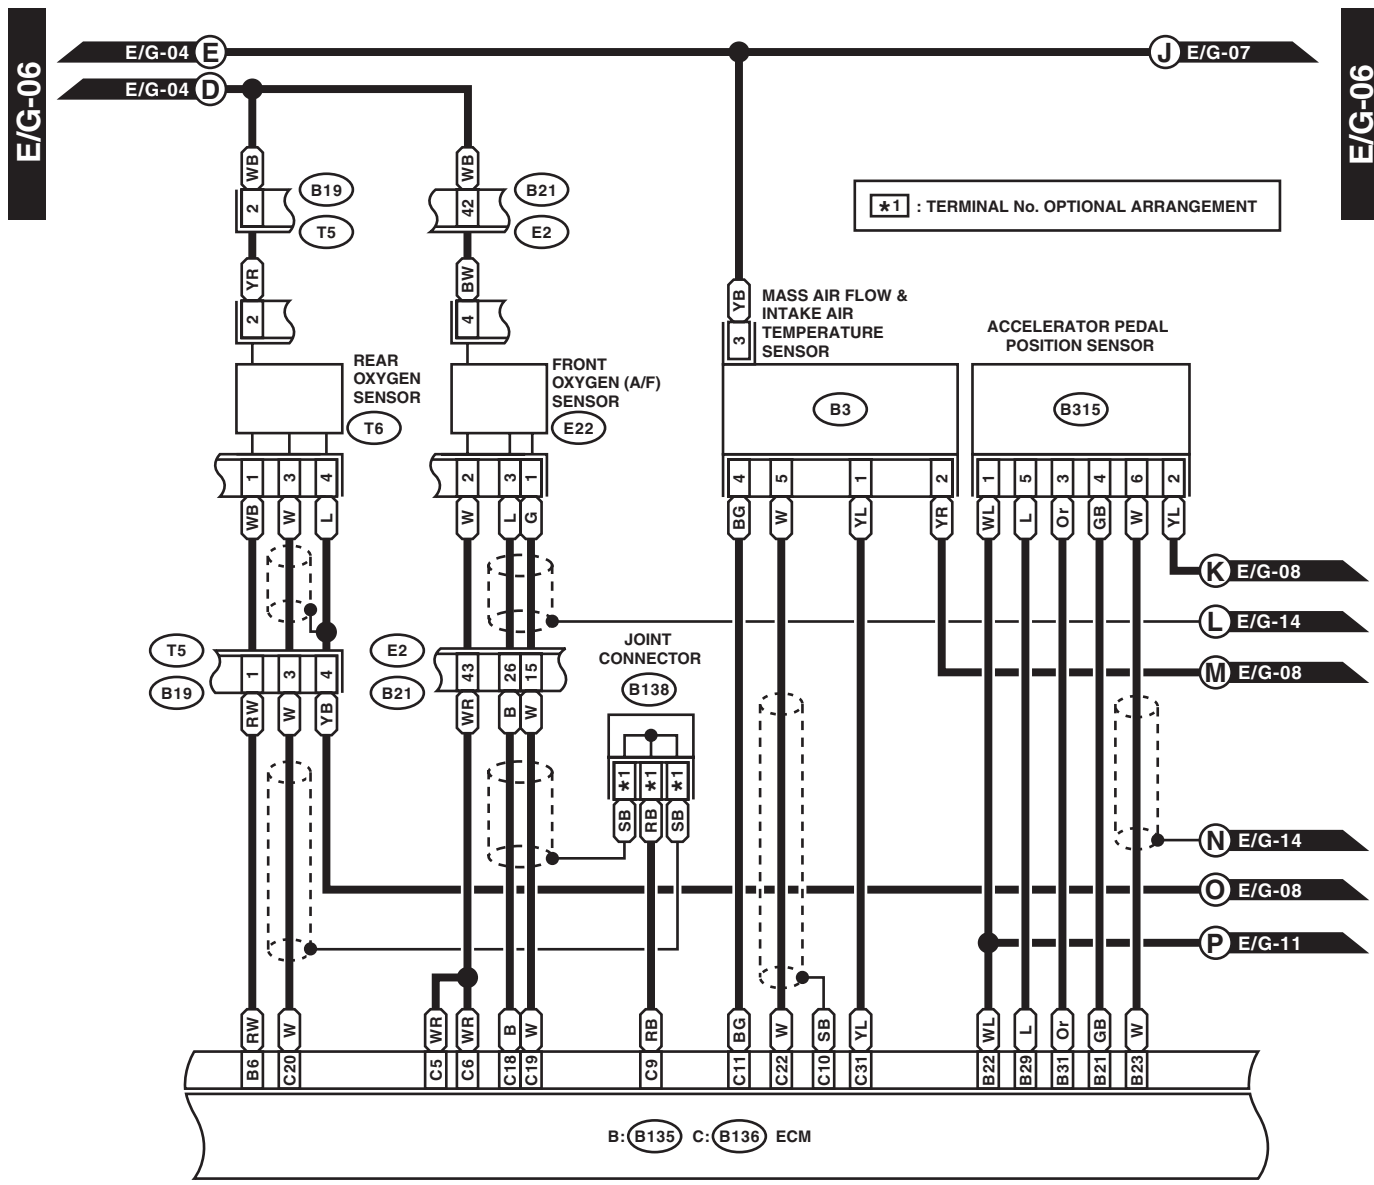 E/G-06
E/G-04 E
J E/G-07
E/G-06
E/G-04 D
WB
WB
2
B19
T5
42
B21
E2
*1 : TERMINAL No. OPTIONAL ARRANGEMENT
YR
BW
YB
2
4
3
MASS AIR FLOW &
INTAKE AIR
TEMPERATURE
SENSOR
ACCELERATOR PEDAL
POSITION SENSOR
REAR
OXYGEN
SENSOR
T6
FRONT
OXYGEN (A/F)
SENSOR
E22
B3
B315
1 3 4 2 3 1 4 5 1 2 1 5 3 4 6 2
WB W L W L G BG W YL YR WL L Or GB W YL
K E/G-08
L E/G-14
JOINT
CONNECTOR
B138
T5
B19
1 3 4
E2
B21
43 26 15
M E/G-08
RW W YB WR B W
*1 *1 *1
SB RB SB
N E/G-14
O E/G-08
P E/G-11
RW W WR WR B W RB BG W SB YL WL L Or GB W
B6 C20 C5 C6 C18 C19 C9 C11 C22 C10 C31 B22 B29 B31 B21 B23
B: B135 C: B136 ECM